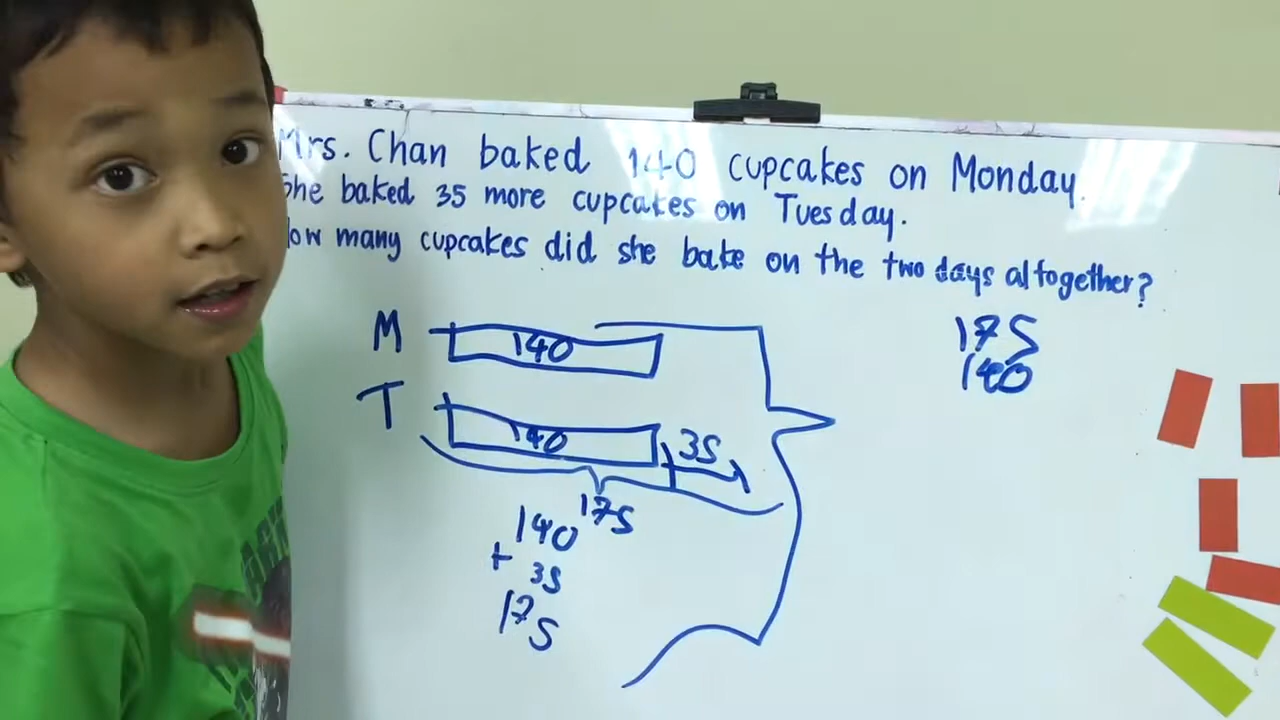 Mrs. Chan baked 140 cupcakes on Monday.
She baked 35 more cupcakes on Tuesday.
How many cupcakes did she bake on the two days altogether?
M 140
T 140 35
175
140
+ 35
175
175
140